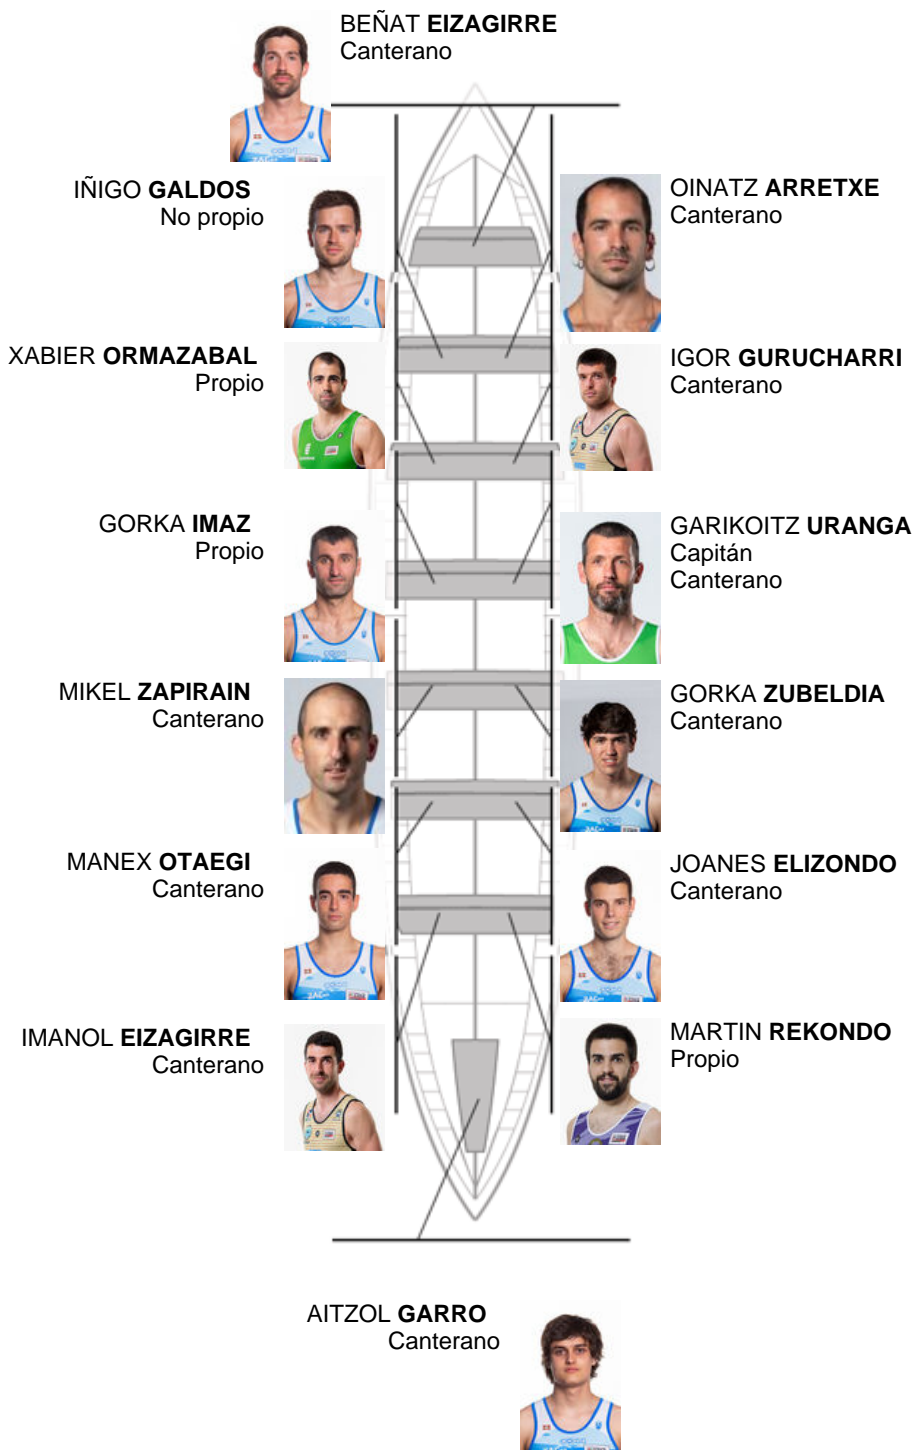 BEÑAT EIZAGIRRE
Canterano
IÑIGO GALDOS
No propio
OINATZ ARRETXE
Canterano
XABIER ORMAZABAL
Propio
IGOR GURUCHARRI
Canterano
GORKA IMAZ
Propio
GARIKOITZ URANGA
Capitán
Canterano
MIKEL ZAPIRAIN
Canterano
GORKA ZUBELDIA
Canterano
MANEX OTAEGI
Canterano
JOANES ELIZONDO
Canterano
IMANOL EIZAGIRRE
Canterano
MARTIN REKONDO
Propio
AITZOL GARRO
Canterano